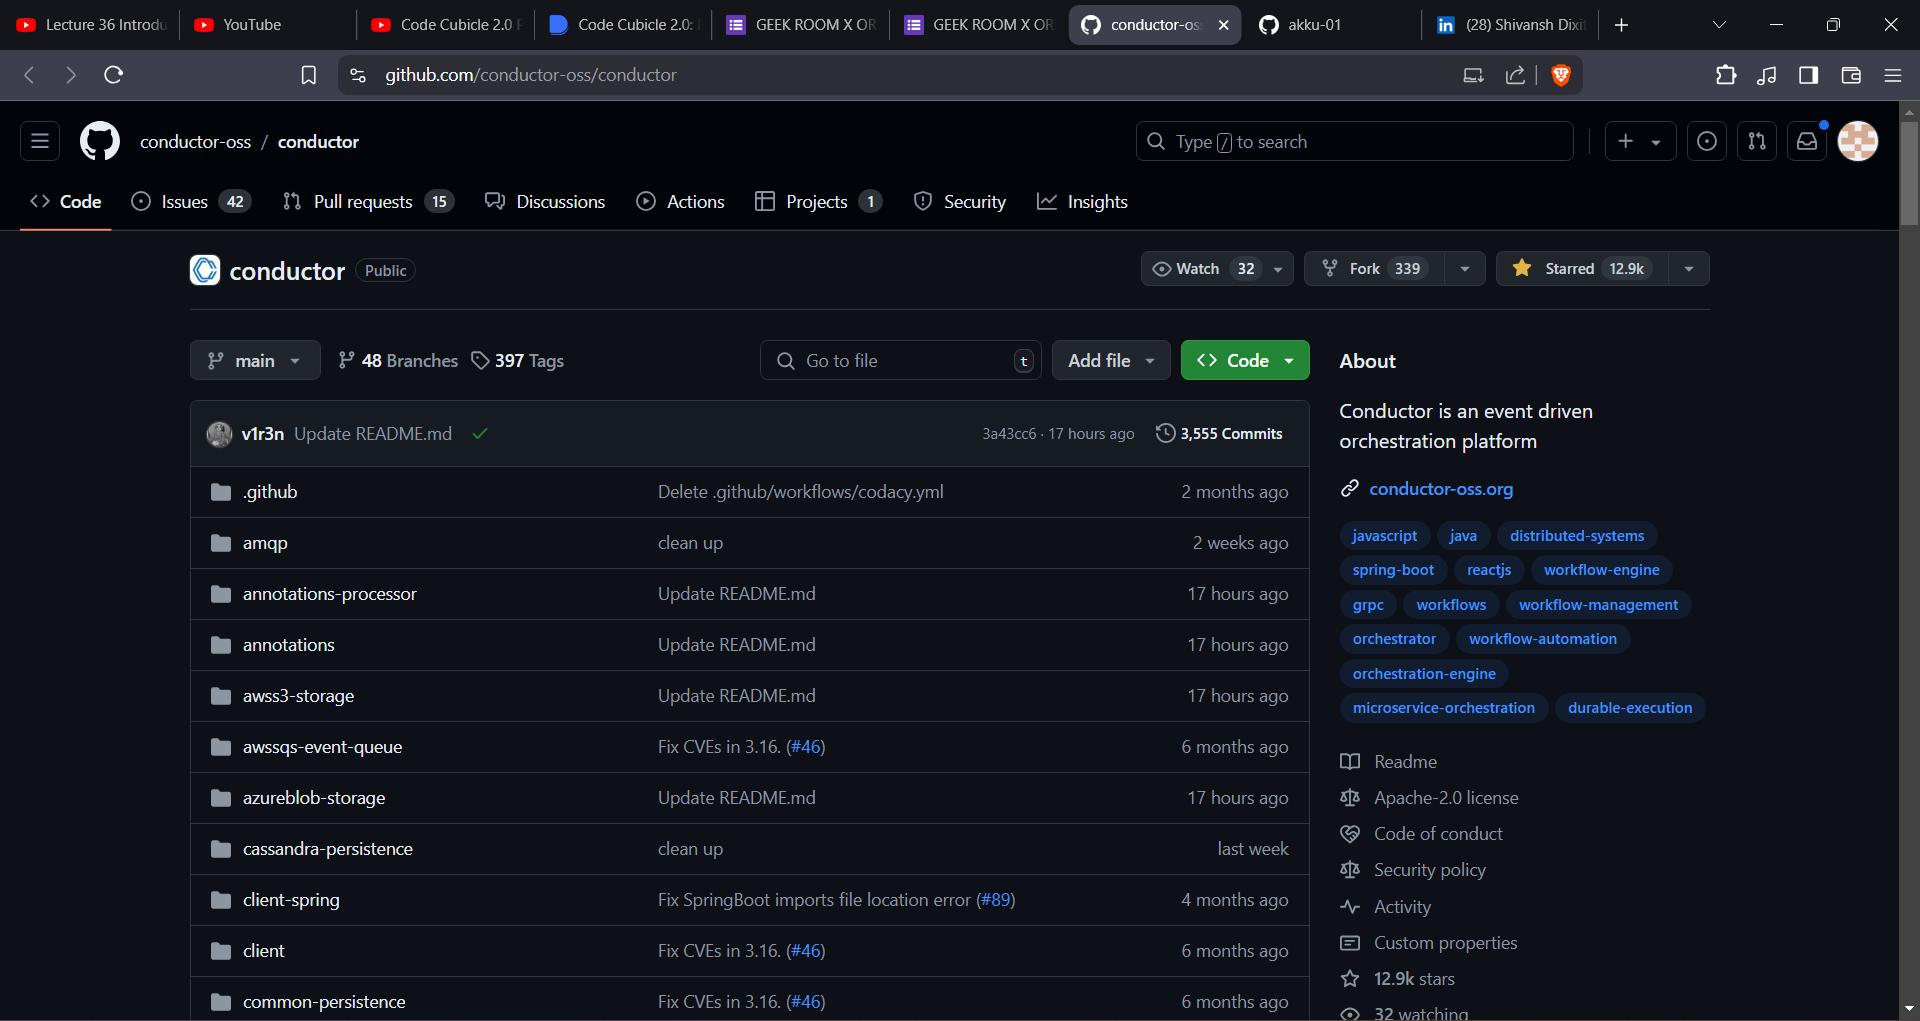 Lecture 36 Introdu
YouTube
Code Cubicle 2.0
Code Cubicle 2.0:
GEEK ROOM X OR
GEEK ROOM X OR
conductor-os
akku-01
(28) Shivansh Dixit
github.com/conductor-oss/conductor
conductor-oss / conductor
Type / to search
Code
Issues 42
Pull requests 15
Discussions
Actions
Projects 1
Security
Insights
conductor Public
Watch 32
Fork 339
Starred 12.9k
main
48 Branches
397 Tags
Go to file t
Add file
Code
About
Conductor is an event driven
orchestration platform
conductor-oss.org
javascript java distributed-systems
spring-boot reactjs workflow-engine
grpc workflows workflow-management
orchestrator workflow-automation
orchestration-engine
microservice-orchestration durable-execution
Readme
Apache-2.0 license
Code of conduct
Security policy
Activity
Custom properties
12.9k stars
32 watching
v1r3n Update README.md 3a43cc6 · 17 hours ago 3,555 Commits
.github Delete .github/workflows/codacy.yml 2 months ago
amqp clean up 2 weeks ago
annotations-processor Update README.md 17 hours ago
annotations Update README.md 17 hours ago
awss3-storage Update README.md 17 hours ago
awssqs-event-queue Fix CVEs in 3.16. (#46) 6 months ago
azureblob-storage Update README.md 17 hours ago
cassandra-persistence clean up last week
client-spring Fix SpringBoot imports file location error (#89) 4 months ago
client Fix CVEs in 3.16. (#46) 6 months ago
common-persistence Fix CVEs in 3.16. (#46) 6 months ago